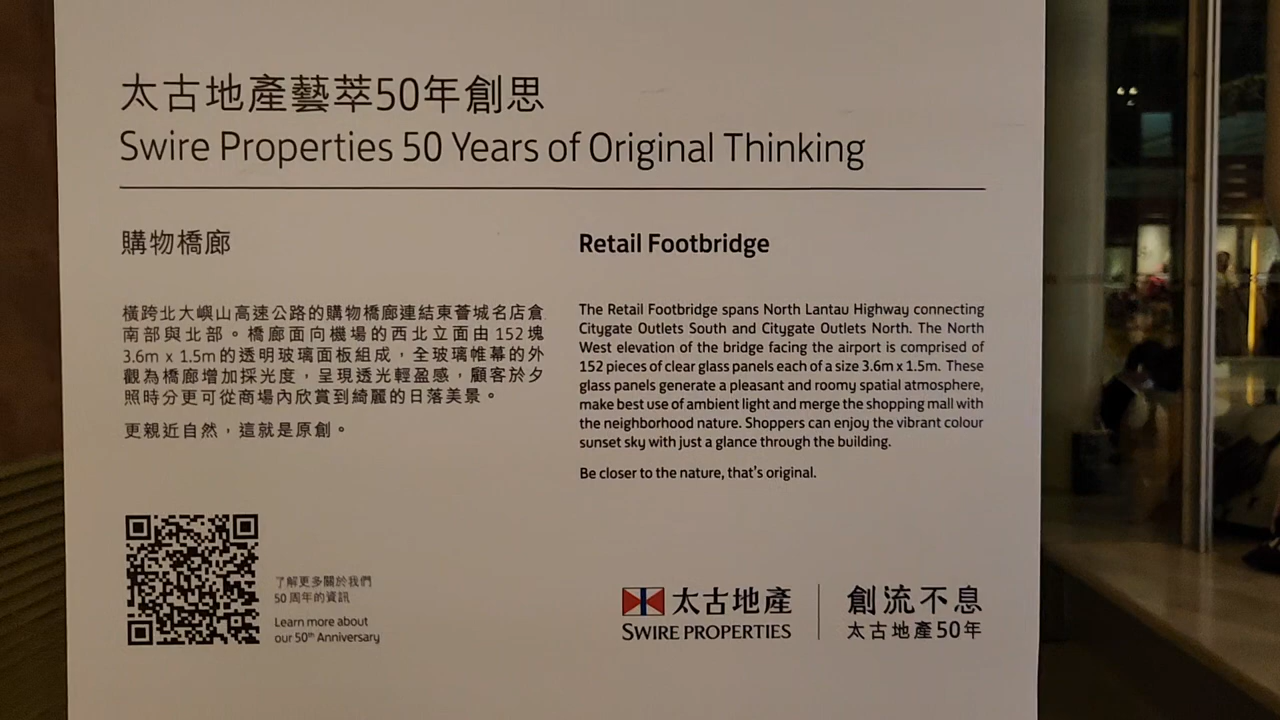 太古地產藝萃50年創思
Swire Properties 50 Years of Original Thinking
購物橋廊
橫跨北大嶼山高速公路的購物橋廊連結東薈城名店倉
南部與北部。橋廊面向機場的西北立面由152塊
3.6m x 1.5m的透明玻璃面板組成，全玻璃帷幕的外
觀為橋廊增加採光度，呈現透光輕盈感，顧客於夕
照時分更可從商場內欣賞到綺麗的日落美景。
更親近自然，這就是原創。
Retail Footbridge
The Retail Footbridge spans North Lantau Highway connecting
Citygate Outlets South and Citygate Outlets North. The North
West elevation of the bridge facing the airport is comprised of
152 pieces of clear glass panels each of a size 3.6m x 1.5m. These
glass panels generate a pleasant and roomy spatial atmosphere,
make best use of ambient light and merge the shopping mall with
the neighborhood nature. Shoppers can enjoy the vibrant colour
sunset sky with just a glance through the building.
Be closer to the nature, that's original.
了解更多關於我們
50周年的資訊
Learn more about
our 50th Anniversary
太古地產
SWIRE PROPERTIES
創流不息
太古地產50年